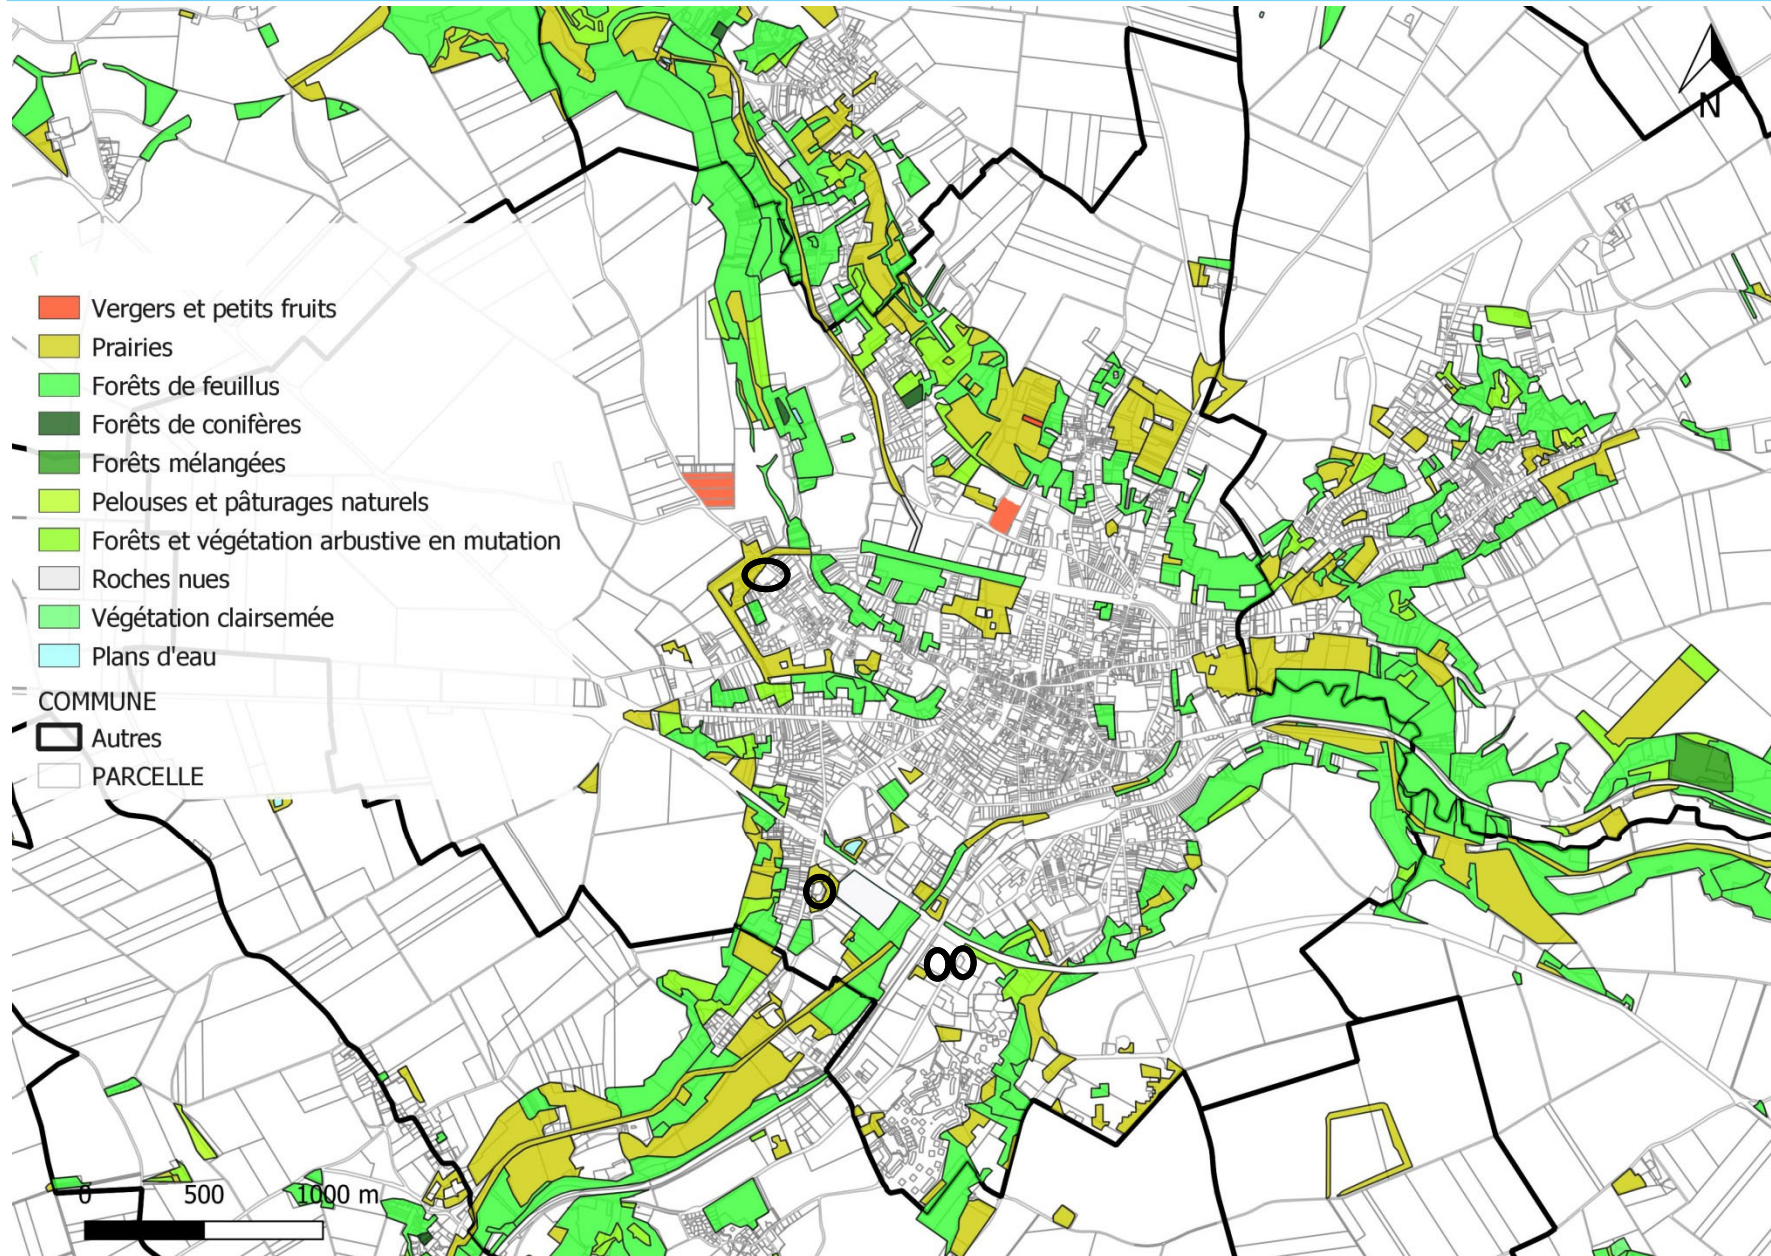 N
Vergers et petits fruits
Prairies
Forêts de feuillus
Forêts de conifères
Forêts mélangées
Pelouses et pâturages naturels
Forêts et végétation arbustive en mutation
Roches nues
Végétation clairsemée
Plans d'eau
COMMUNE
Autres
PARCELLE
0 500 1000 m